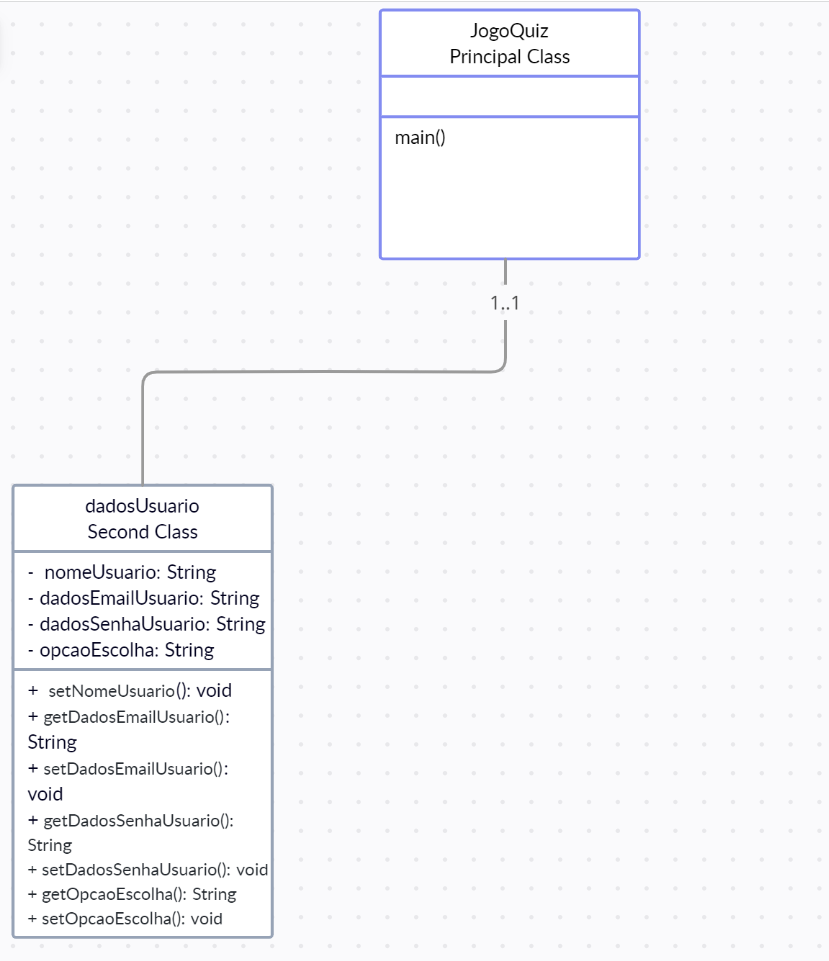 JogoQuiz
Principal Class
main()
1..1
dadosUsuario
Second Class
- nomeUsuario: String
- dadosEmailUsuario: String
- dadosSenhaUsuario: String
- opcaoEscolha: String
+ setNomeUsuario(): void
+ getDadosEmailUsuario():
String
+ setDadosEmailUsuario():
void
+ getDadosSenhaUsuario():
String
+ setDadosSenhaUsuario(): void
+ getOpcaoEscolha(): String
+ setOpcaoEscolha(): void